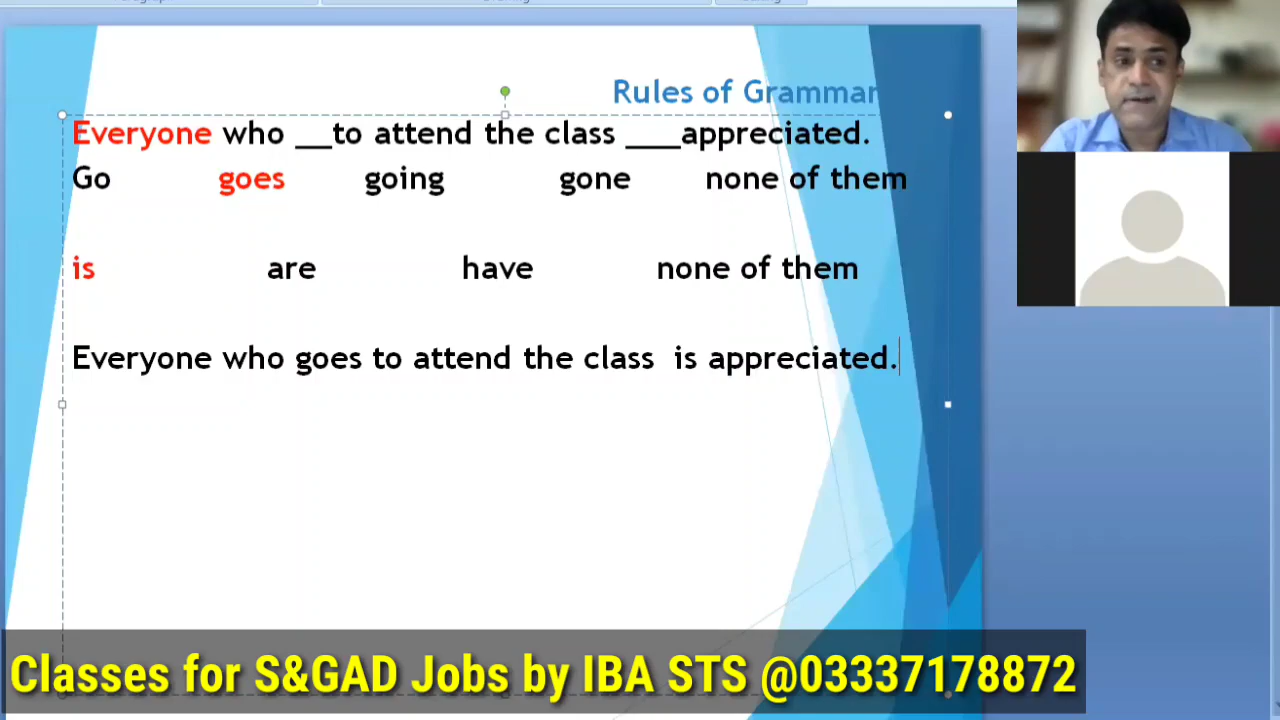 Rules of Grammar
Everyone who __to attend the class ___appreciated.
Go goes going gone none of them
is are have none of them
Everyone who goes to attend the class is appreciated.
Classes for S&GAD Jobs by IBA STS @03337178872